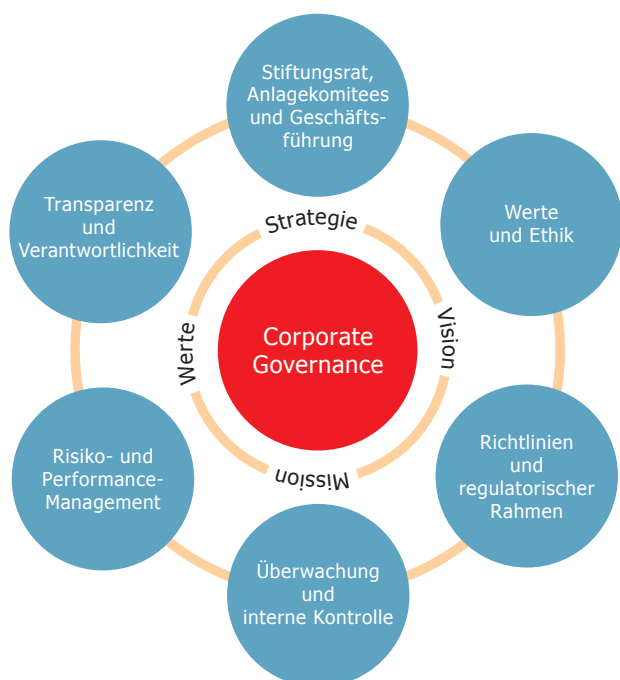 Stiftungsrat,
Anlagekomitees
und Geschäfts-
führung
Werte
und Ethik
Richtlinien
und
regulatorischer
Rahmen
Überwachung
und
interne Kontrolle
Risiko- und
Performance-
Management
Transparenz
und
Verantwortlichkeit
Strategie
Vision
Mission
Werte
Corporate
Governance